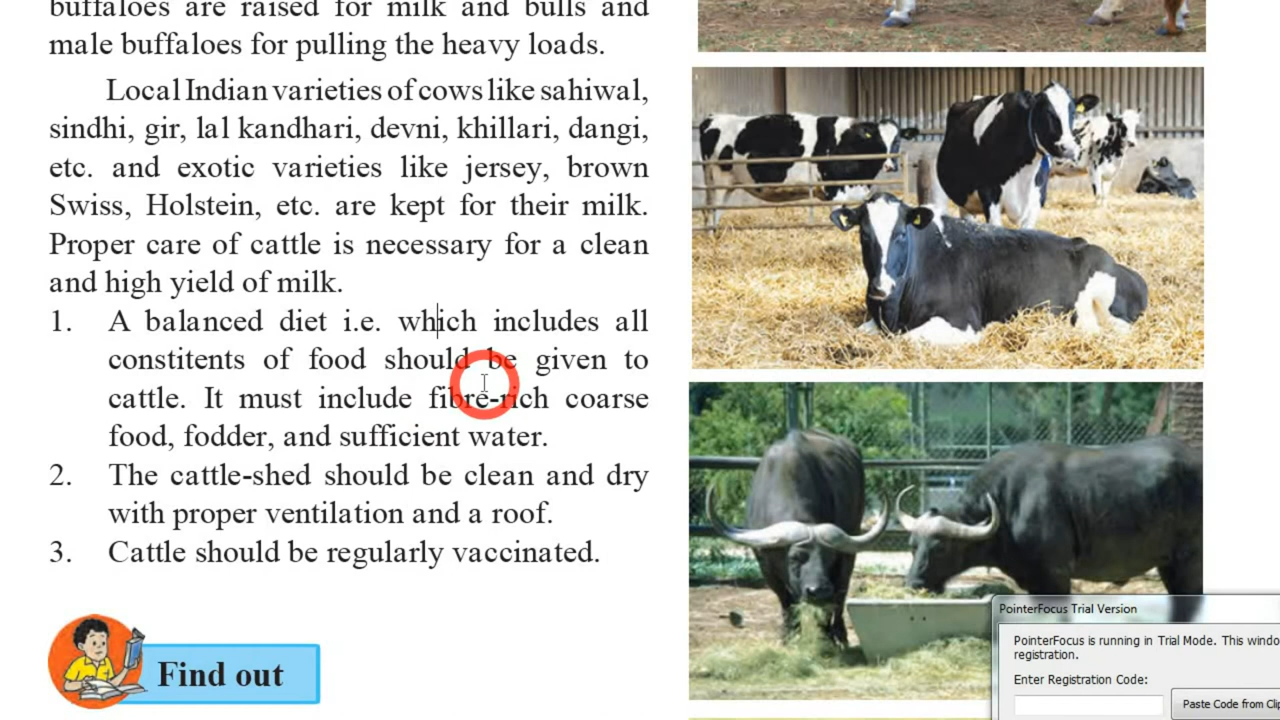 buffaloes are raised for milk and bulls and
male buffaloes for pulling the heavy loads.
Local Indian varieties of cows like sahiwal,
sindhi, gir, lal kandhari, devni, khillari, dangi,
etc. and exotic varieties like jersey, brown
Swiss, Holstein, etc. are kept for their milk.
Proper care of cattle is necessary for a clean
and high yield of milk.
1. A balanced diet i.e. which includes all
constitents of food should be given to
cattle. It must include fibre-rich coarse
food, fodder, and sufficient water.
2. The cattle-shed should be clean and dry
with proper ventilation and a roof.
3. Cattle should be regularly vaccinated.
Find out
PointerFocus Trial Version
PointerFocus is running in Trial Mode. This
registration.
Enter Registration Code:
Paste Code from